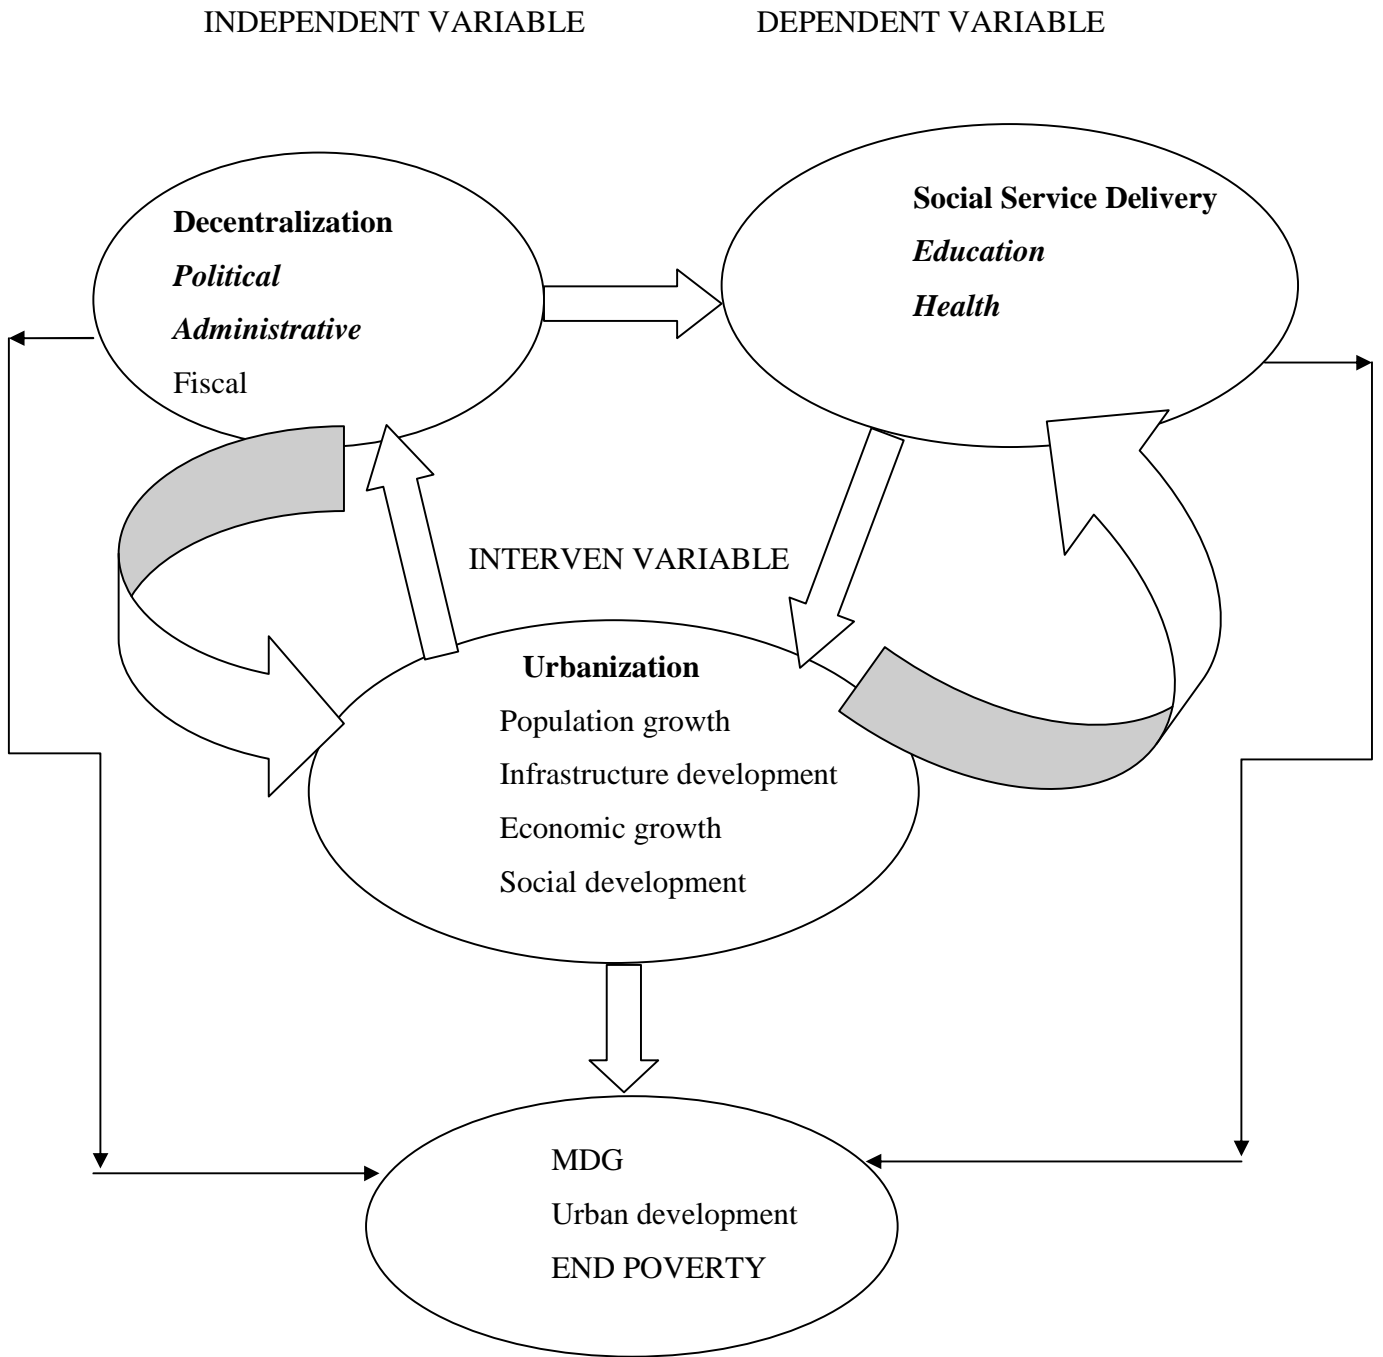 INDEPENDENT VARIABLE
DEPENDENT VARIABLE
Decentralization
Political
Administrative
Fiscal
Social Service Delivery
Education
Health
INTERVEN VARIABLE
Urbanization
Population growth
Infrastructure development
Economic growth
Social development
MDG
Urban development
END POVERTY